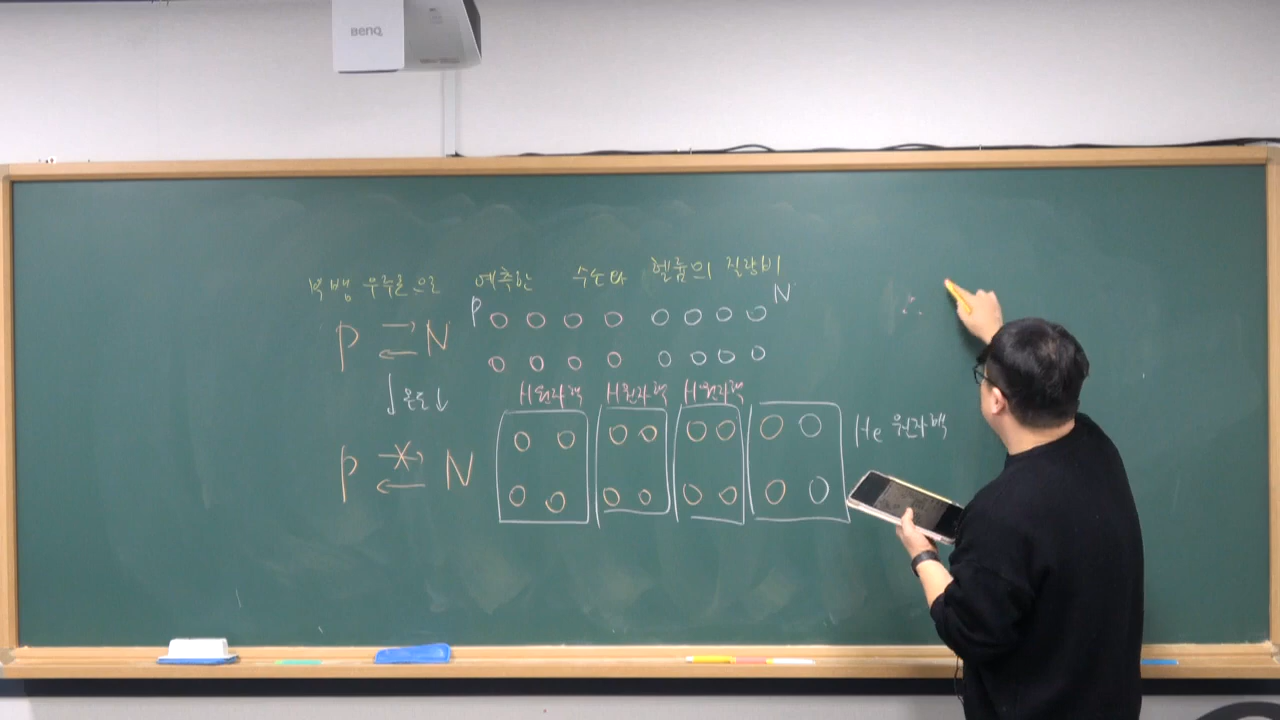 BenQ
빅뱅 우주론으로 예측한 수소와 헬륨의 질량비
P → ← N
↓ 온도 ↓
P → ← N
P N
H원자핵 H원자핵 H원자핵
He 원자핵
∴